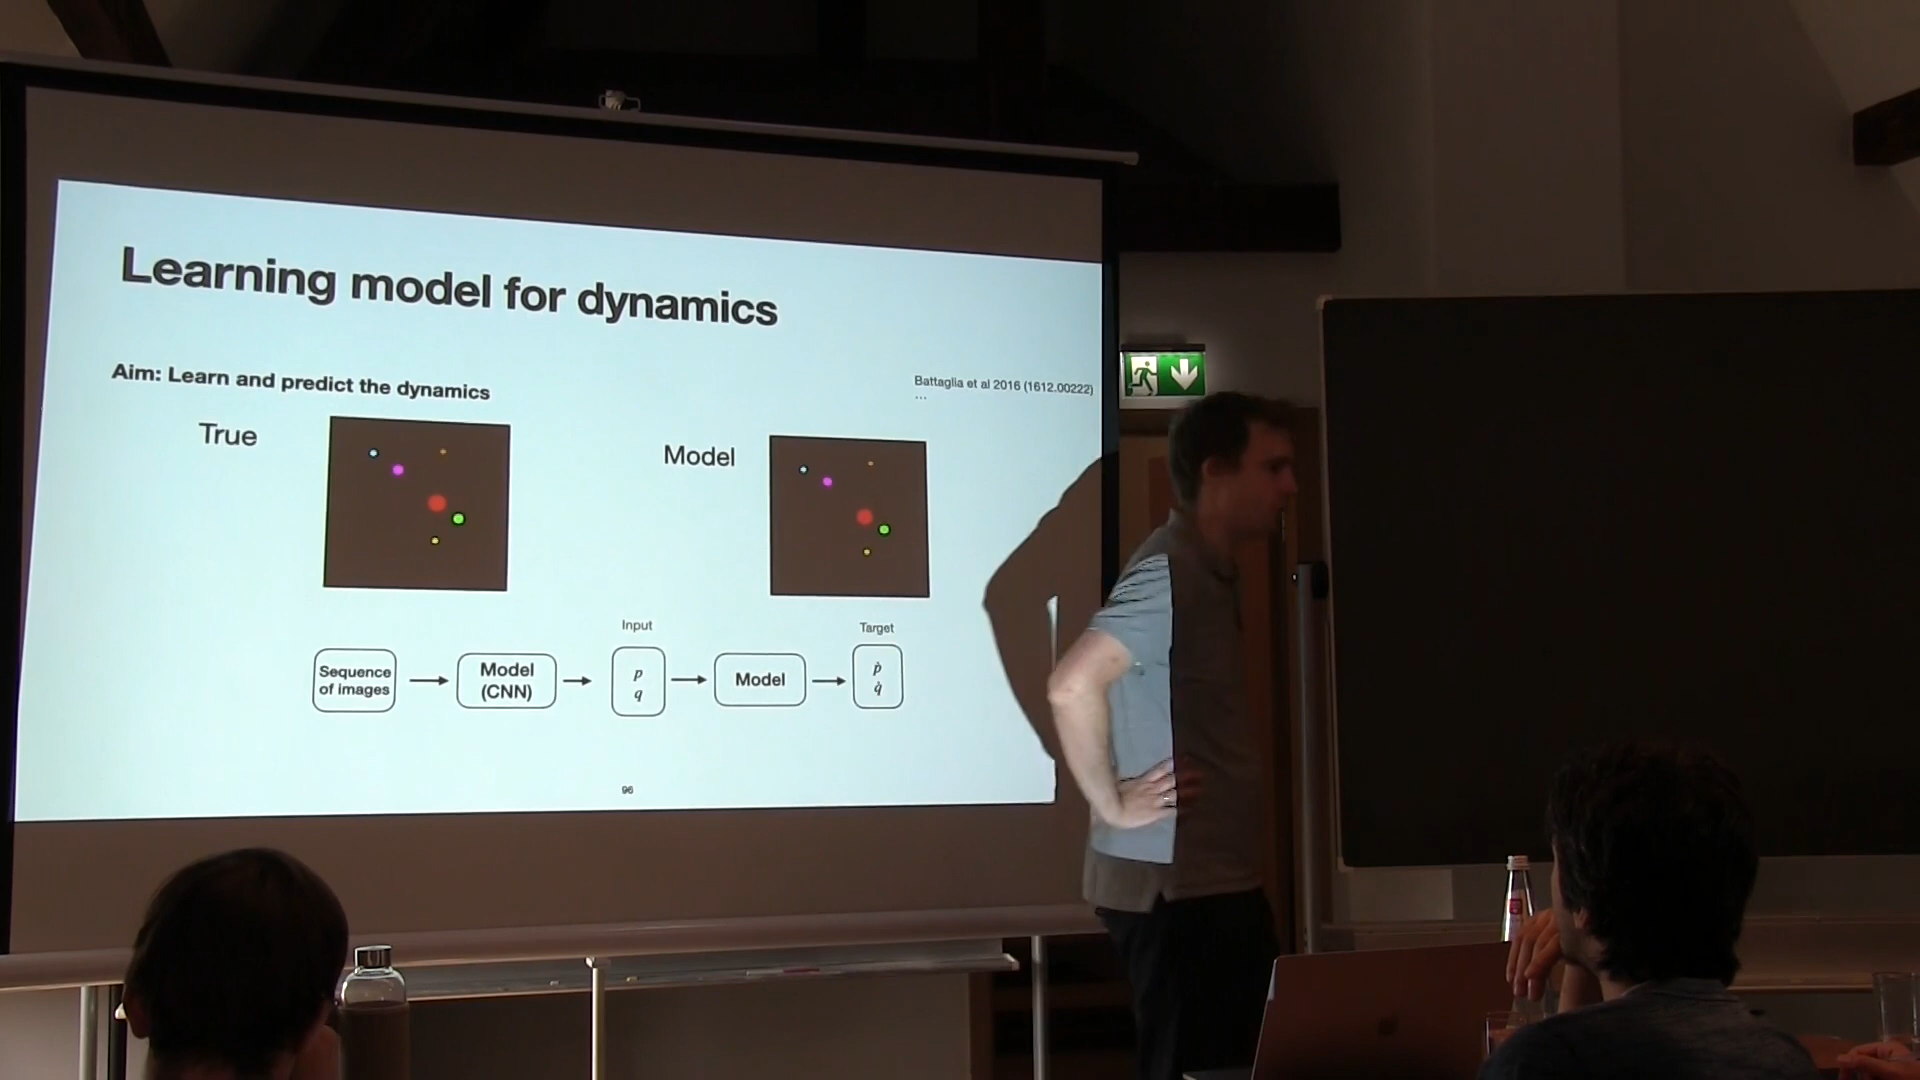 Learning model for dynamics
Aim: Learn and predict the dynamics
Battaglia et al 2016 (1612.00222)
...
True
Model
Input
Target
Sequence
of images
Model
(CNN)
p
q
Model
ṗ
q̇
96